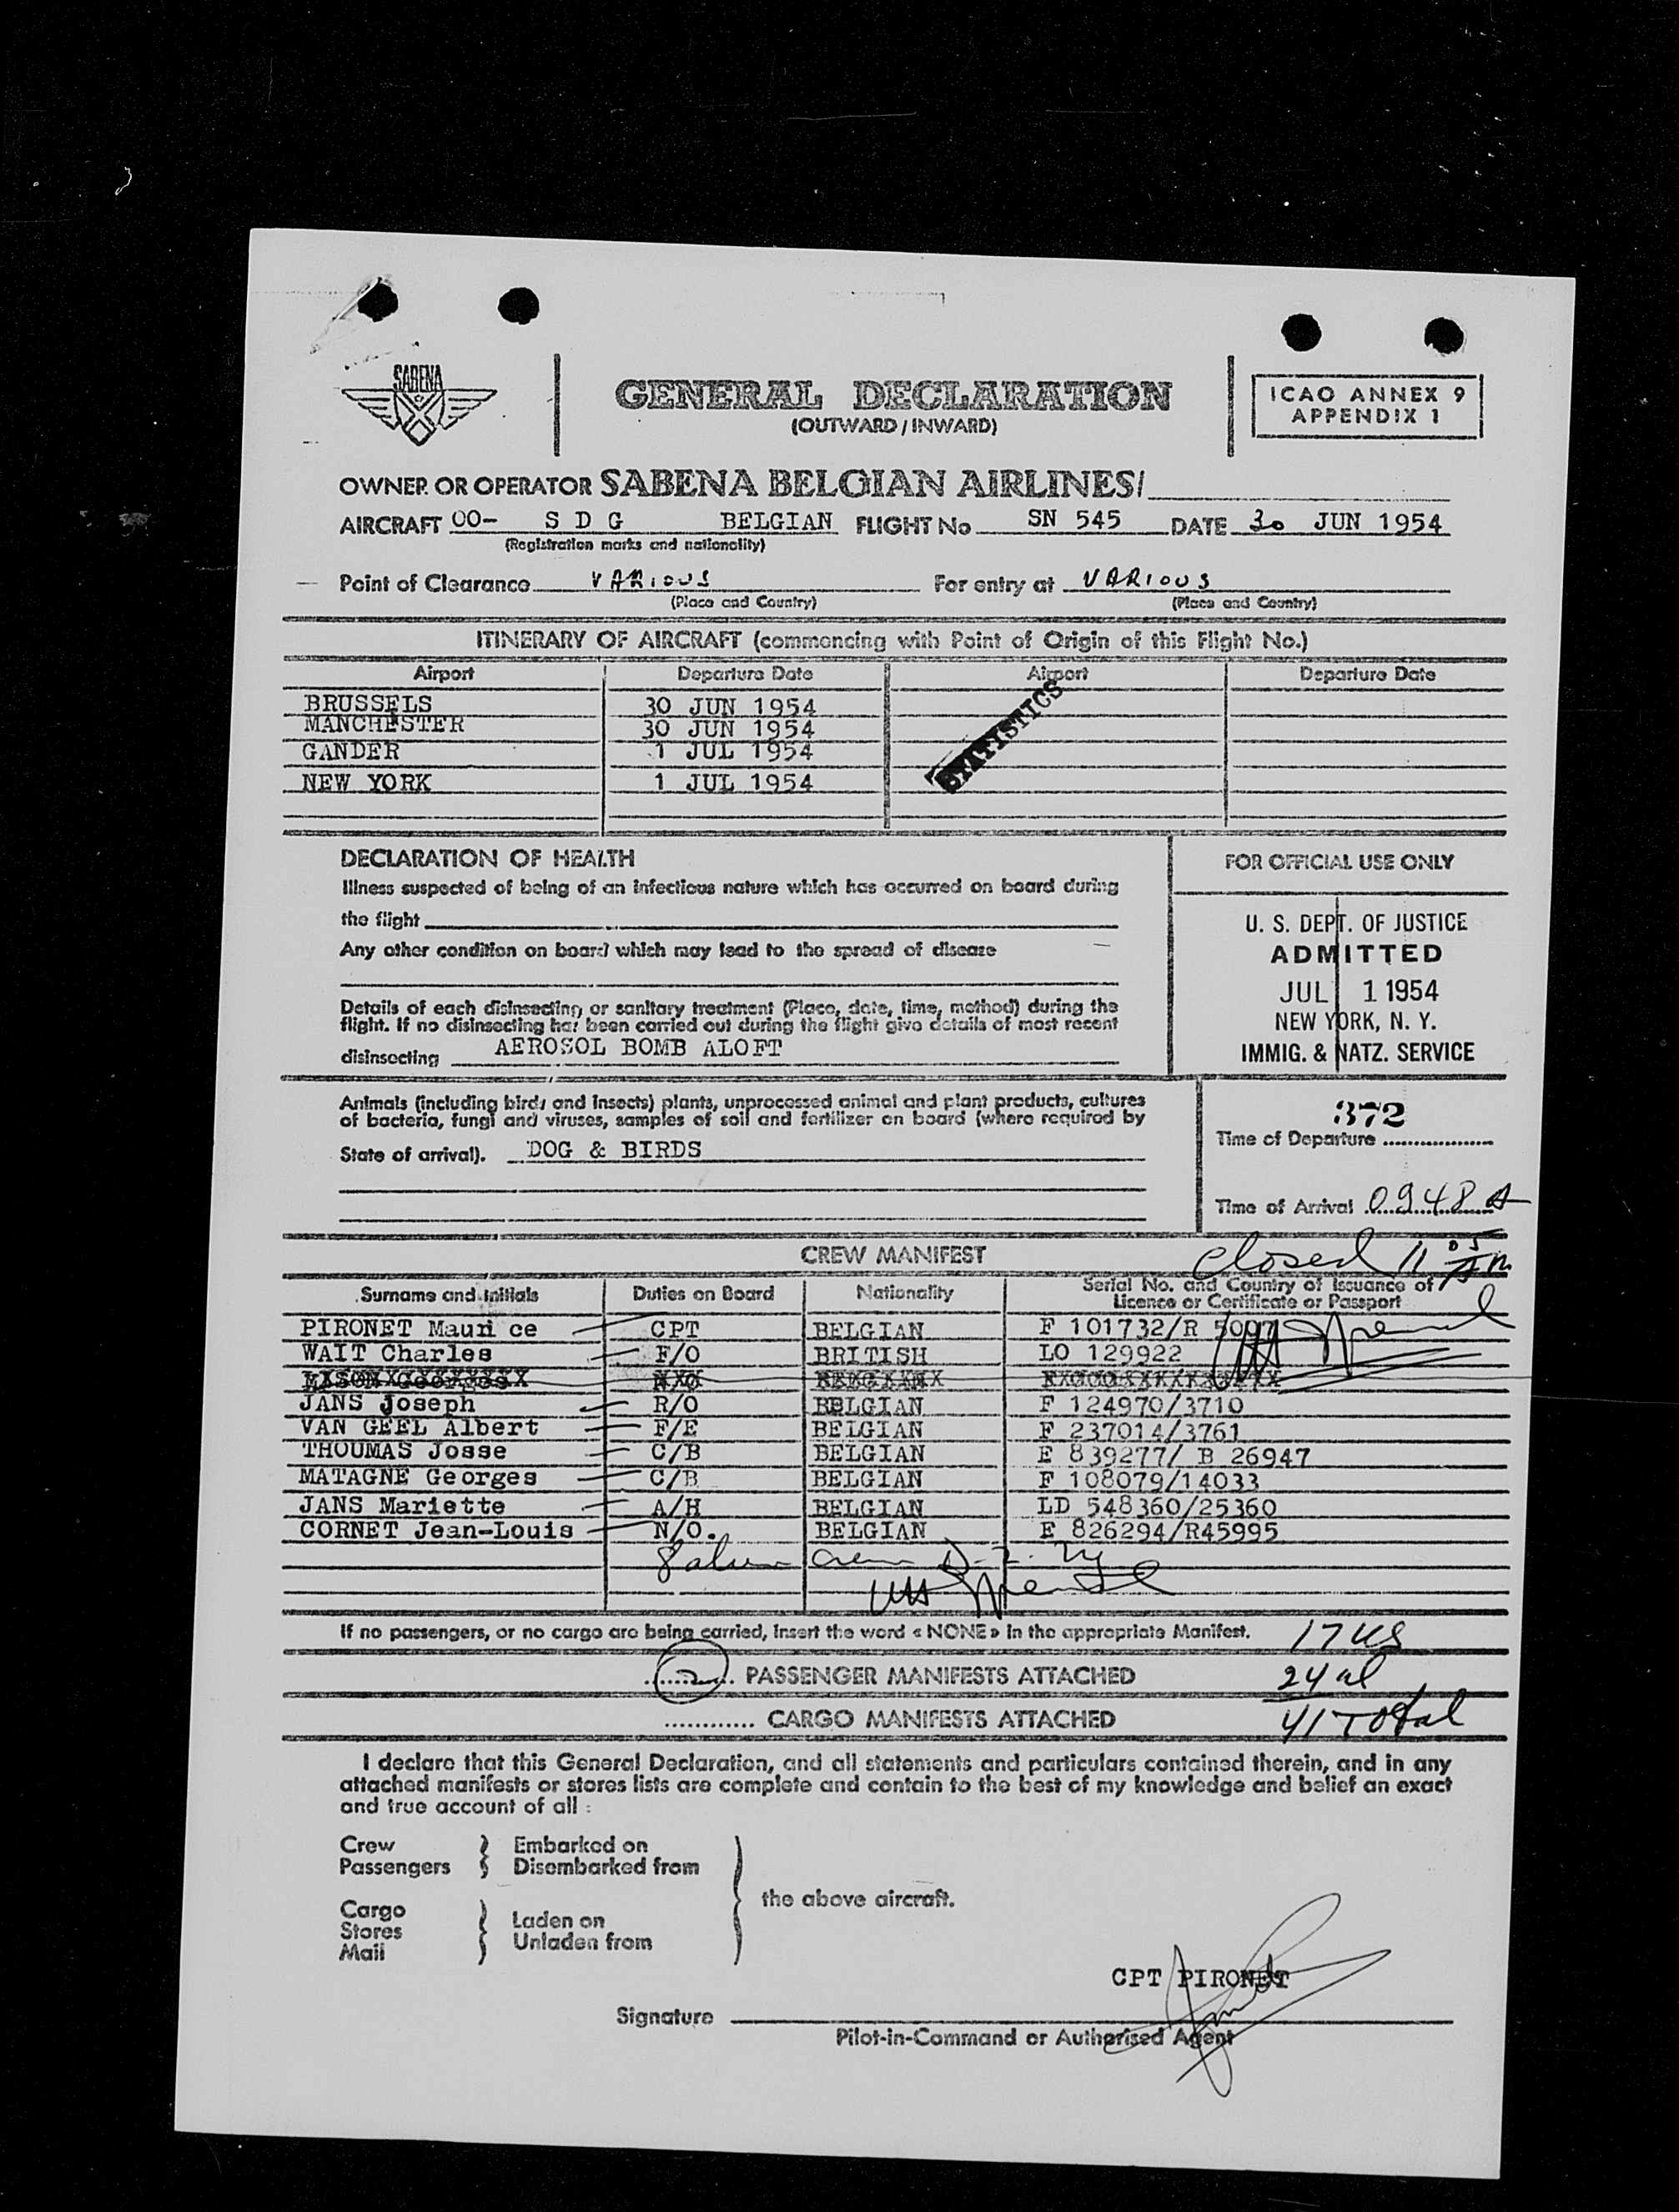 SABENA
GENERAL DECLARATION
(OUTWARD / INWARD)
ICAO ANNEX 9
APPENDIX 1
OWNER OR OPERATOR SABENA BELGIAN AIRLINES/
AIRCRAFT OO- S D G BELGIAN FLIGHT No SN 545 DATE 30 JUN 1954
(Registration marks and nationality)
Point of Clearance VARIOUS For entry at VARIOUS
(Place and Country) (Place and Country)
ITINERARY OF AIRCRAFT (commencing with Point of Origin of this Flight No.)
Airport Departure Date Airport Departure Date
BRUSSELS 30 JUN 1954
MANCHESTER 30 JUN 1954
GANDER 1 JUL 1954
NEW YORK 1 JUL 1954
STATISTICS
DECLARATION OF HEALTH
Illness suspected of being of an infectious nature which has occurred on board during
the flight
Any other condition on board which may lead to the spread of disease
Details of each disinsecting or sanitary treatment (Place, date, time, method) during the
flight. If no disinsecting has been carried out during the flight give details of most recent
disinsecting AEROSOL BOMB ALOFT
FOR OFFICIAL USE ONLY
U. S. DEPT. OF JUSTICE
ADMITTED
JUL 1 1954
NEW YORK, N. Y.
IMMIG. & NATZ. SERVICE
Animals (including birds and insects) plants, unprocessed animal and plant products, cultures
of bacteria, fungi and viruses, samples of soil and fertilizer on board (where required by
State of arrival). DOG & BIRDS
372
Time of Departure
Time of Arrival 0948 A
closed 11 05 AM
CREW MANIFEST
Surname and Initials Duties on Board Nationality Serial No. and Country of Issuance of
Licence or Certificate or Passport
PIRONET Maurice CPT BELGIAN F 101732/R 5097
WAIT Charles F/O BRITISH LO 129922
JANS Joseph R/O BELGIAN F 124970/3710
VAN GEEL Albert F/E BELGIAN F 237014/3761
THOUMAS Josse C/B BELGIAN E 839277/ B 26947
MATAGNE Georges C/B BELGIAN F 108079/14033
JANS Mariette A/H BELGIAN LD 548360/25360
CORNET Jean-Louis N/O. BELGIAN E 826294/R45995
If no passengers, or no cargo are being carried, insert the word « NONE » in the appropriate Manifest. 17 US
PASSENGER MANIFESTS ATTACHED 24 al
CARGO MANIFESTS ATTACHED 41 Total
I declare that this General Declaration, and all statements and particulars contained therein, and in any
attached manifests or stores lists are complete and contain to the best of my knowledge and belief an exact
and true account of all :
Crew Embarked on
Passengers Disembarked from
the above aircraft.
Cargo
Stores Laden on
Mail Unladen from
CPT PIRONET
Signature
Pilot-in-Command or Authorised Agent